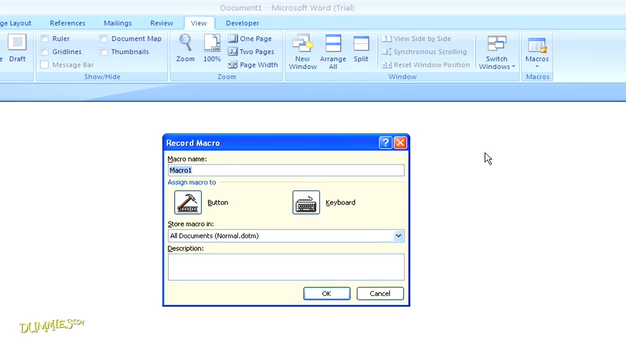 Document1 - Microsoft Word (Trial)
ge Layout References Mailings Review View Developer
Ruler Document Map
Gridlines Thumbnails
Message Bar
Show/Hide
Draft
Zoom 100%
One Page
Two Pages
Page Width
Zoom
New Window
Arrange All
Split
View Side by Side
Synchronous Scrolling
Reset Window Position
Window
Switch Windows
Macros
Macros
Record Macro
Macro name:
Macro1
Assign macro to
Button Keyboard
Store macro in:
All Documents (Normal.dotm)
Description:
OK Cancel
DUMMIES.COM